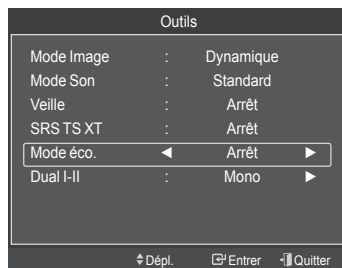 Outils
Mode Image : Dynamique
Mode Son : Standard
Veille : Arrêt
SRS TS XT : Arrêt
Mode éco. ◄ Arrêt ►
Dual I-II : Mono ►
Dépl. Entrer Quitter